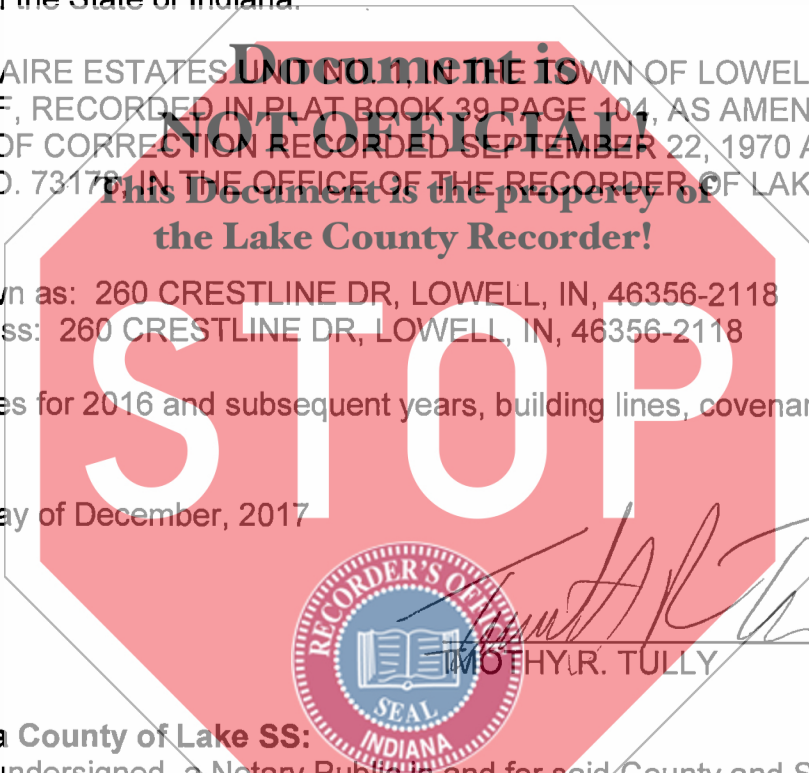 the State of Indiana.
Document is
AIRE ESTATES UNIT NO. 1, IN THE TOWN OF LOWEL
NOT OFFICIAL!
, RECORDED IN PLAT BOOK 39 PAGE 104, AS AMEN
OF CORRECTION RECORDED SEPTEMBER 22, 1970 A
This Document is the property of
73178, IN THE OFFICE OF THE RECORDER OF LAK
the Lake County Recorder!
n as: 260 CRESTLINE DR, LOWELL, IN, 46356-2118
ss: 260 CRESTLINE DR, LOWELL, IN, 46356-2118
STOP
es for 2016 and subsequent years, building lines, covenan
ay of December, 2017
TIMOTHY R. TULLY
RECORDER'S OFFICE
SEAL
INDIANA
County of Lake SS:
undersigned, a Notary Public in and for said County and S